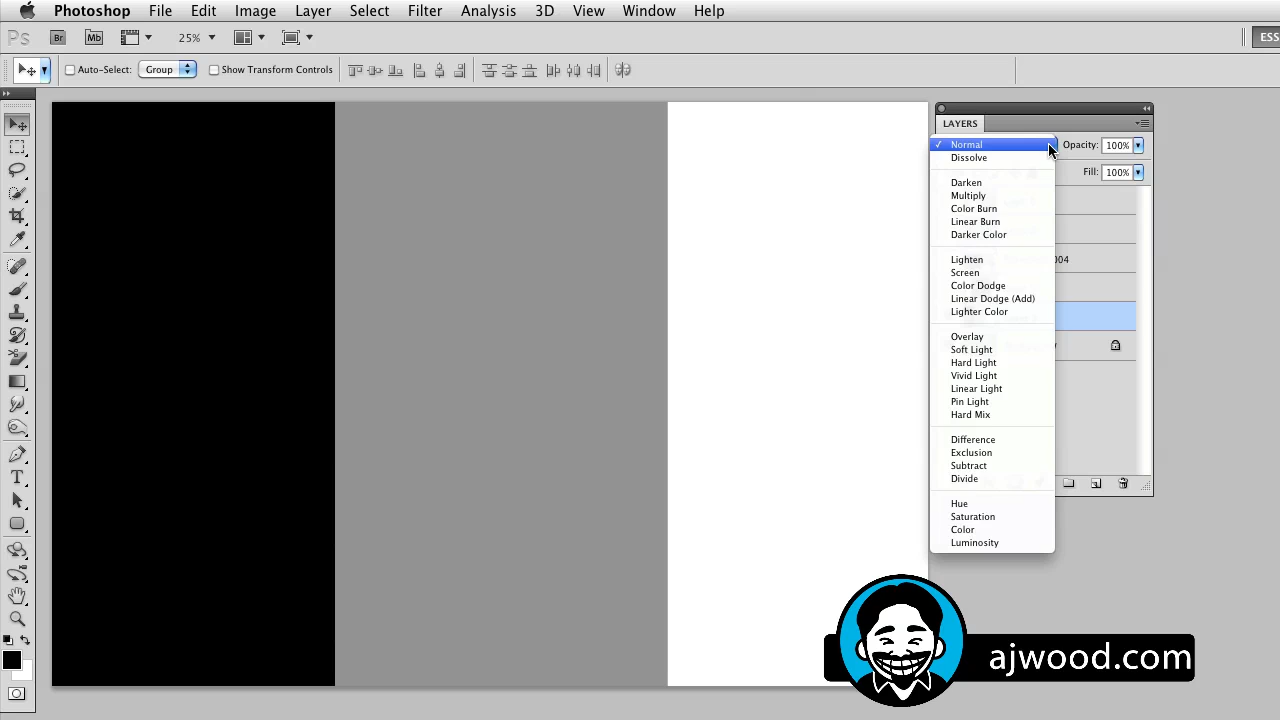 Photoshop File Edit Image Layer Select Filter Analysis 3D View Window Help
Ps Br Mb 25% ESS
Auto-Select: Group Show Transform Controls
LAYERS
Normal Opacity: 100%
Dissolve
Fill: 100%
Darken
Multiply
Color Burn
Linear Burn
Darker Color
Lighten 004
Screen
Color Dodge
Linear Dodge (Add)
Lighter Color
Overlay
Soft Light
Hard Light
Vivid Light
Linear Light
Pin Light
Hard Mix
Difference
Exclusion
Subtract
Divide
Hue
Saturation
Color
Luminosity
ajwood.com